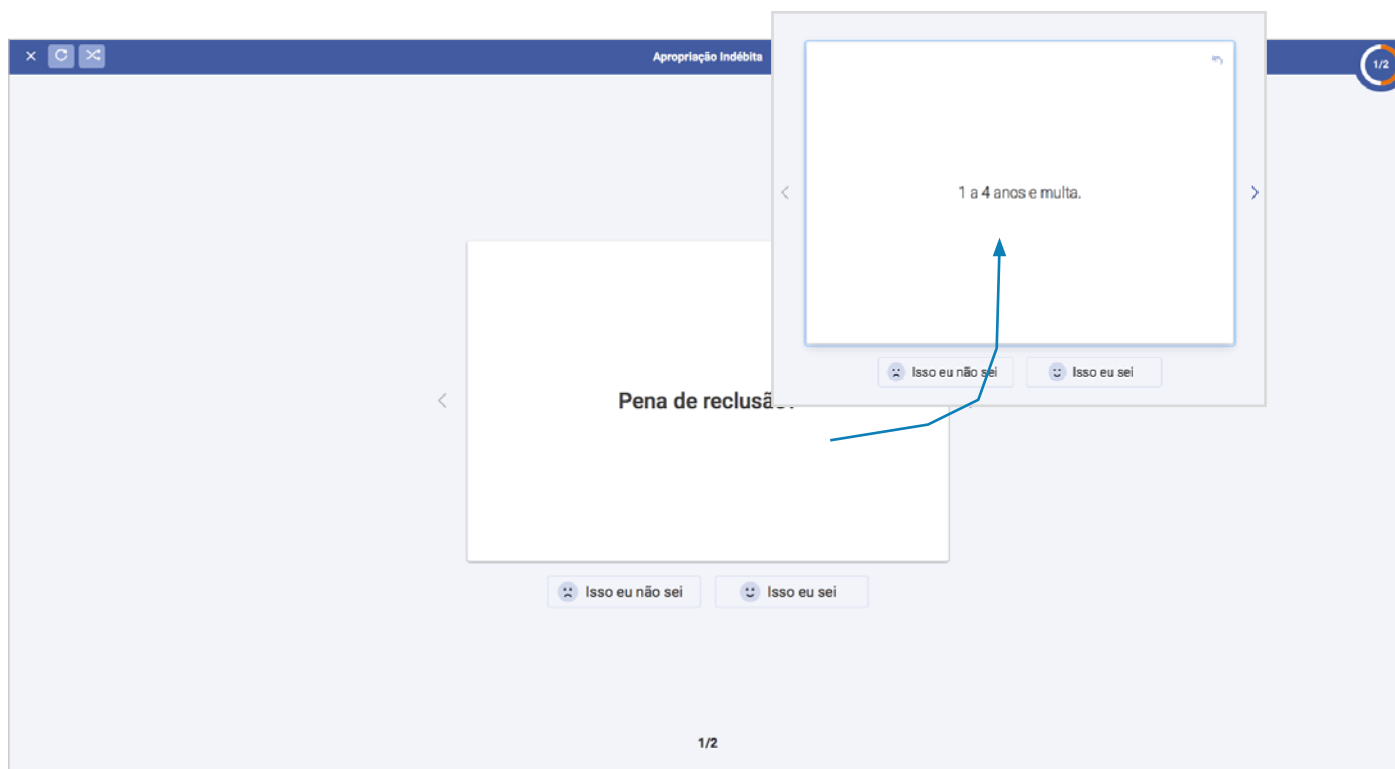 Apropriação Indébita
1/2
1 a 4 anos e multa.
Isso eu não sei
Isso eu sei
Pena de reclusão?
Isso eu não sei
Isso eu sei
1/2